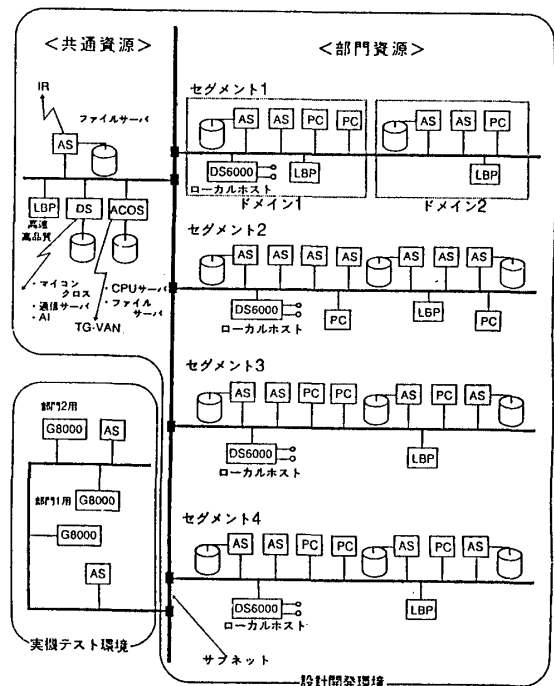 <共通資源>
<部門資源>
IR
ファイルサーバ
AS
LBP
DS
ACOS
高速
高品質
・マイコン
クロス
・通信サーバ
・AI
・CPUサーバ
・ファイル
サーバ
TG-VAN
セグメント1
AS AS PC PC
DS6000
LBP
ローカルホスト
ドメイン1
AS AS PC
LBP
ドメイン2
セグメント2
AS AS AS AS AS AS AS
DS6000
ローカルホスト
PC
LBP
PC
セグメント3
AS AS PC PC AS PC AS
DS6000
ローカルホスト
LBP
セグメント4
AS AS PC PC AS PC AS
DS6000
ローカルホスト
LBP
部門2用
G8000
AS
部門1用
G8000
G8000
AS
実機テスト環境
サブネット
設計開発環境